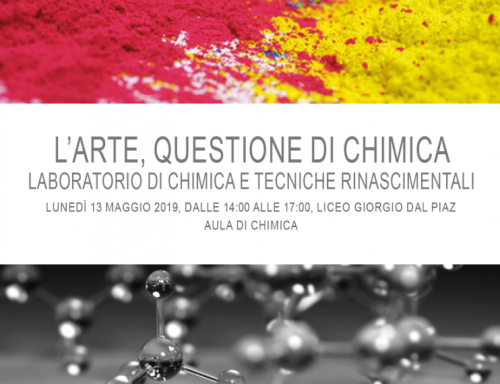 L'ARTE, QUESTIONE DI CHIMICA
LABORATORIO DI CHIMICA E TECNICHE RINASCIMENTALI
LUNEDÌ 13 MAGGIO 2019, DALLE 14:00 ALLE 17:00, LICEO GIORGIO DAL PIAZ
AULA DI CHIMICA